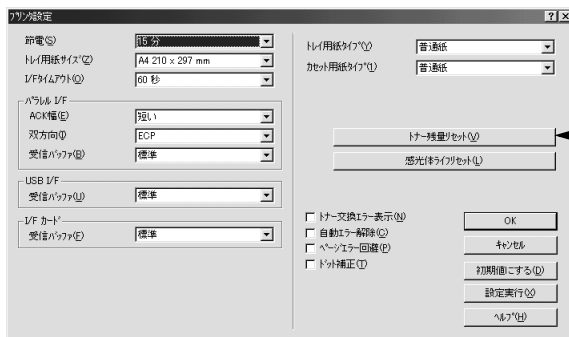 プリンタ設定
節電(S)
15 分
トレイ用紙サイズ(Z)
A4 210 x 297 mm
I/Fタイムアウト(O)
60 秒
パラレル I/F
ACK幅(E)
短い
双方向(I)
ECP
受信バッファ(B)
標準
USB I/F
受信バッファ(U)
標準
I/F カード
受信バッファ(F)
標準
トレイ用紙タイプ(Y)
普通紙
カセット用紙タイプ(1)
普通紙
トナー残量リセット(V)
感光体ライフリセット(L)
トナー交換エラー表示(N)
自動エラー解除(C)
ページエラー回避(P)
ドット補正(T)
OK
キャンセル
初期値にする(D)
設定実行(X)
ヘルプ(H)